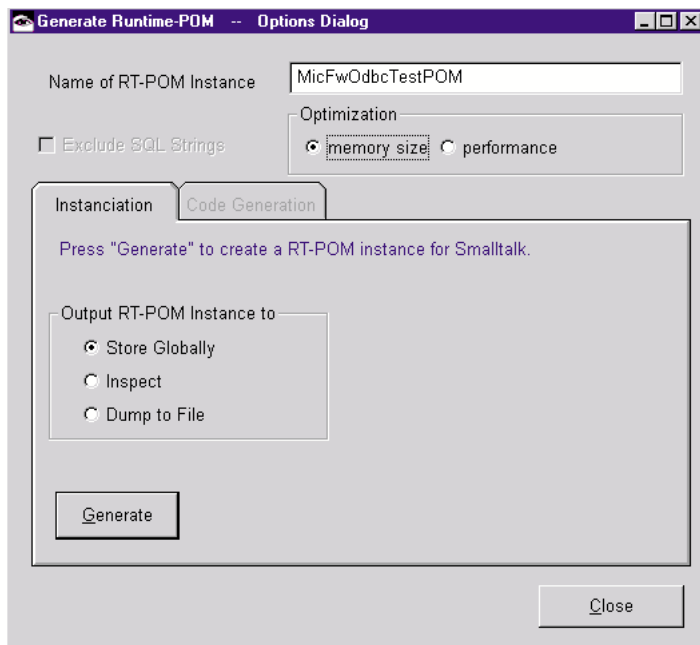 Generate Runtime-POM -- Options Dialog
Name of RT-POM Instance MicFwOdbcTestPOM
Optimization
Exclude SQL Strings memory size performance
Instanciation Code Generation
Press "Generate" to create a RT-POM instance for Smalltalk.
Output RT-POM Instance to
Store Globally
Inspect
Dump to File
Generate
Close